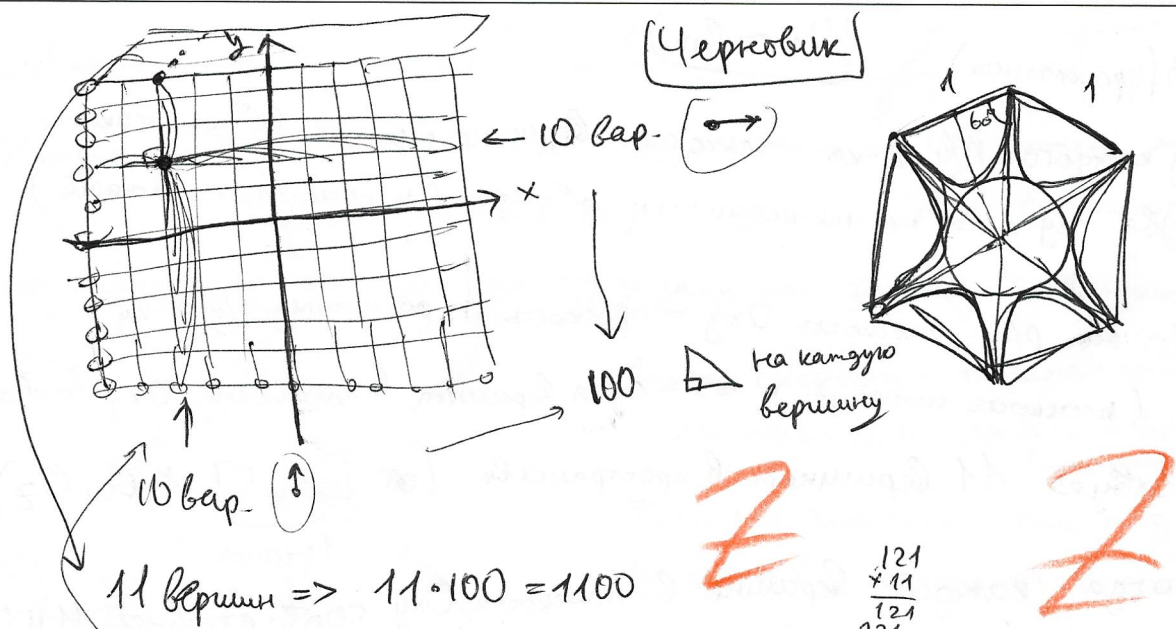 Черновик
y
← 10 вар.
x
100
10 вар.
11 вершин => 11·100 = 1100
1 1
60°
на каждую
вершину
Z Z
121
×11
121
121